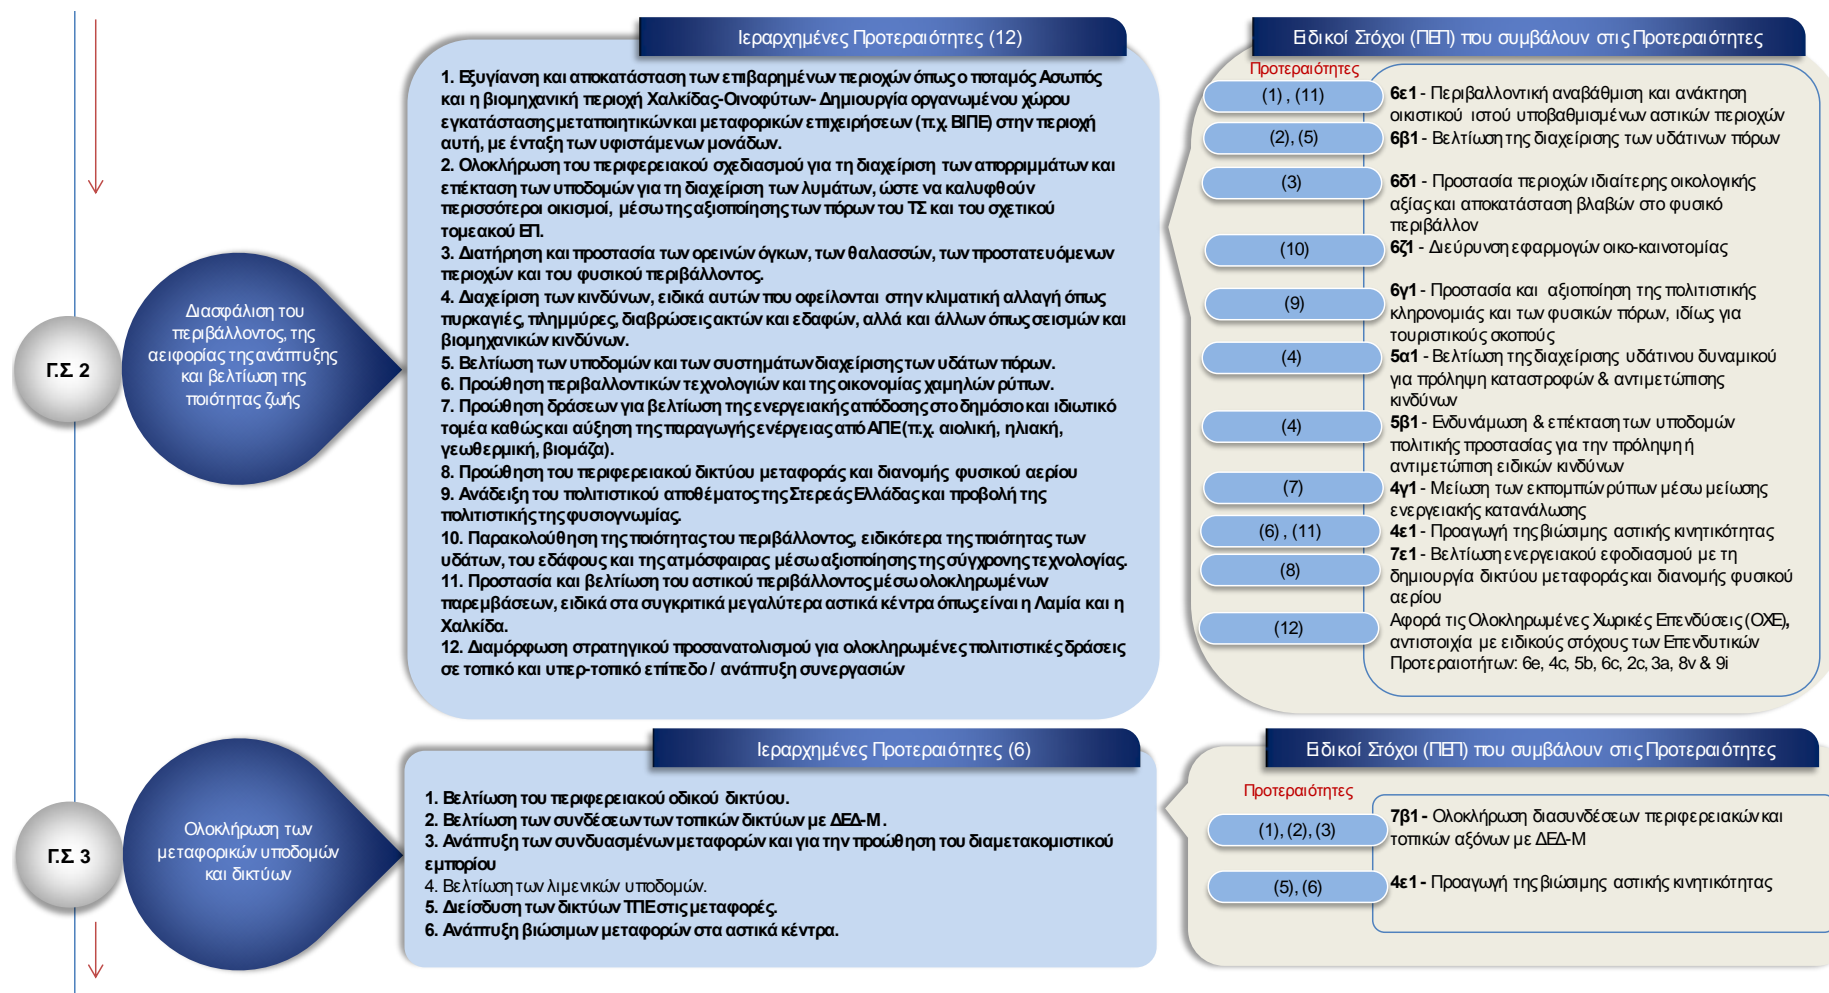 Γ.Σ. 2
Διασφάλιση του
περιβάλλοντος, της
αειφορίας της ανάπτυξης
και βελτίωση της
ποιότητας ζωής
Ιεραρχημένες Προτεραιότητες (12)
1. Εξυγίανση και αποκατάσταση των επιβαρημένων περιοχών όπως ο ποταμός Ασωπός
και η βιομηχανική περιοχή Χαλκίδας-Οινοφύτων- Δημιουργία οργανωμένου χώρου
εγκατάστασης μεταποιητικών και μεταφορικών επιχειρήσεων (π.χ. ΒΙΠΕ) στην περιοχή
αυτή, με ένταξη των υφιστάμενων μονάδων.
2. Ολοκλήρωση του περιφερειακού σχεδιασμού για τη διαχείριση των απορριμμάτων και
επέκταση των υποδομών για τη διαχείριση των λυμάτων, ώστε να καλυφθούν
περισσότεροι οικισμοί, μέσω της αξιοποίησης των πόρων του ΤΣ και του σχετικού
τομεακού ΕΠ.
3. Διατήρηση και προστασία των ορεινών όγκων, των θαλασσών, των προστατευόμενων
περιοχών και του φυσικού περιβάλλοντος.
4. Διαχείριση των κινδύνων, ειδικά αυτών που οφείλονται στην κλιματική αλλαγή όπως
πυρκαγιές, πλημμύρες, διαβρώσεις ακτών και εδαφών, αλλά και άλλων όπως σεισμών και
βιομηχανικών κινδύνων.
5. Βελτίωση των υποδομών και των συστημάτων διαχείρισης των υδάτων πόρων.
6. Προώθηση περιβαλλοντικών τεχνολογιών και της οικονομίας χαμηλών ρύπων.
7. Προώθηση δράσεων για βελτίωση της ενεργειακής απόδοσης στο δημόσιο και ιδιωτικό
τομέα καθώς και αύξηση της παραγωγής ενέργειας από ΑΠΕ (π.χ. αιολική, ηλιακή,
γεωθερμική, βιομάζα).
8. Προώθηση του περιφερειακού δικτύου μεταφοράς και διανομής φυσικού αερίου
9. Ανάδειξη του πολιτιστικού αποθέματος της Στερεάς Ελλάδας και προβολή της
πολιτιστικής της φυσιογνωμίας.
10. Παρακολούθηση της ποιότητας του περιβάλλοντος, ειδικότερα της ποιότητας των
υδάτων, του εδάφους και της ατμόσφαιρας μέσω αξιοποίησης της σύγχρονης τεχνολογίας.
11. Προστασία και βελτίωση του αστικού περιβάλλοντος μέσω ολοκληρωμένων
παρεμβάσεων, ειδικά στα συγκριτικά μεγαλύτερα αστικά κέντρα όπως είναι η Λαμία και η
Χαλκίδα.
12. Διαμόρφωση στρατηγικού προσανατολισμού για ολοκληρωμένες πολιτιστικές δράσεις
σε τοπικό και υπερ-τοπικό επίπεδο / ανάπτυξη συνεργασιών
Ειδικοί Στόχοι (ΠΕΠ) που συμβάλουν στις Προτεραιότητες
Προτεραιότητες
(1) , (11)
6ε1 - Περιβαλλοντική αναβάθμιση και ανάκτηση
οικιστικού ιστού υποβαθμισμένων αστικών περιοχών
(2), (5)
6β1 - Βελτίωση της διαχείρισης των υδάτινων πόρων
(3)
6δ1 - Προστασία περιοχών ιδιαίτερης οικολογικής
αξίας και αποκατάσταση βλαβών στο φυσικό
περιβάλλον
(10)
6ζ1 - Διεύρυνση εφαρμογών οικο-καινοτομίας
(9)
6γ1 - Προστασία και αξιοποίηση της πολιτιστικής
κληρονομιάς και των φυσικών πόρων, ιδίως για
τουριστικούς σκοπούς
(4)
5α1 - Βελτίωση της διαχείρισης υδάτινου δυναμικού
για πρόληψη καταστροφών & αντιμετώπισης
κινδύνων
(4)
5β1 - Ενδυνάμωση & επέκταση των υποδομών
πολιτικής προστασίας για την πρόληψη ή
αντιμετώπιση ειδικών κινδύνων
(7)
4γ1 - Μείωση των εκπομπών ρύπων μέσω μείωσης
ενεργειακής κατανάλωσης
(6) , (11)
4ε1 - Προαγωγή της βιώσιμης αστικής κινητικότητας
(8)
7ε1 - Βελτίωση ενεργειακού εφοδιασμού με τη
δημιουργία δικτύου μεταφοράς και διανομής φυσικού
αερίου
(12)
Αφορά τις Ολοκληρωμένες Χωρικές Επενδύσεις (ΟΧΕ),
αντιστοιχία με ειδικούς στόχους των Επενδυτικών
Προτεραιοτήτων: 6e, 4c, 5b, 6c, 2c, 3a, 8v & 9i
Γ.Σ. 3
Ολοκλήρωση των
μεταφορικών υποδομών
και δικτύων
Ιεραρχημένες Προτεραιότητες (6)
1. Βελτίωση του περιφερειακού οδικού δικτύου.
2. Βελτίωση των συνδέσεων των τοπικών δικτύων με ΔΕΔ-Μ .
3. Ανάπτυξη των συνδυασμένων μεταφορών και για την προώθηση του διαμετακομιστικού
εμπορίου
4. Βελτίωση των λιμενικών υποδομών.
5. Διείσδυση των δικτύων ΤΠΕ στις μεταφορές.
6. Ανάπτυξη βιώσιμων μεταφορών στα αστικά κέντρα.
Ειδικοί Στόχοι (ΠΕΠ) που συμβάλουν στις Προτεραιότητες
Προτεραιότητες
(1), (2), (3)
7β1 - Ολοκλήρωση διασυνδέσεων περιφερειακών και
τοπικών αξόνων με ΔΕΔ-Μ
(5), (6)
4ε1 - Προαγωγή της βιώσιμης αστικής κινητικότητας